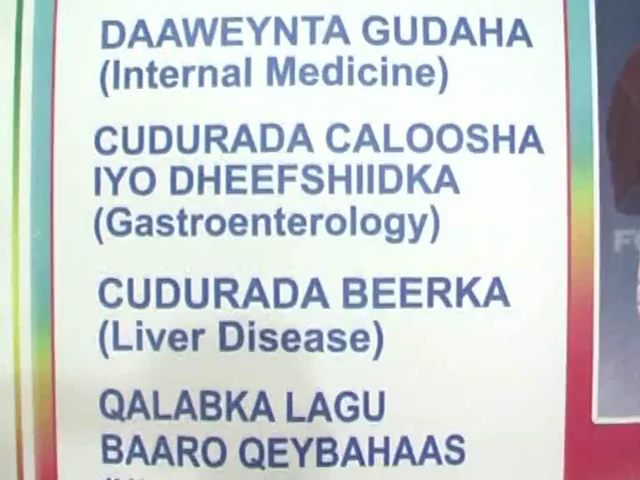 DAAWEYNTA GUDAHA
(Internal Medicine)
CUDURADA CALOOSHA
IYO DHEEFSHIIDKA
(Gastroenterology)
CUDURADA BEERKA
(Liver Disease)
QALABKA LAGU
BAARO QEYBAHAAS